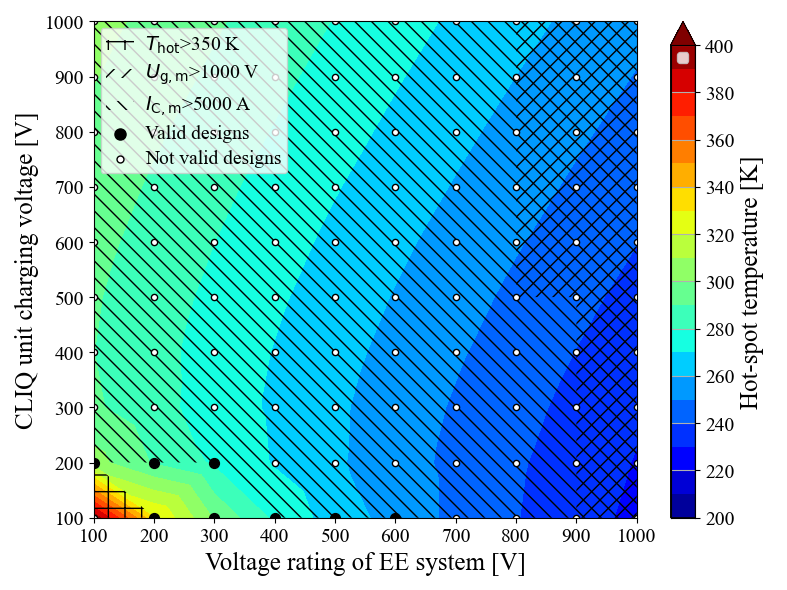 1000
900
800
700
600
500
400
300
200
100
CLIQ unit charging voltage [V]
T_hot>350 K
U_g,m>1000 V
I_C,m>5000 A
Valid designs
Not valid designs
100 200 300 400 500 600 700 800 900 1000
Voltage rating of EE system [V]
400
380
360
340
320
300
280
260
240
220
200
Hot-spot temperature [K]